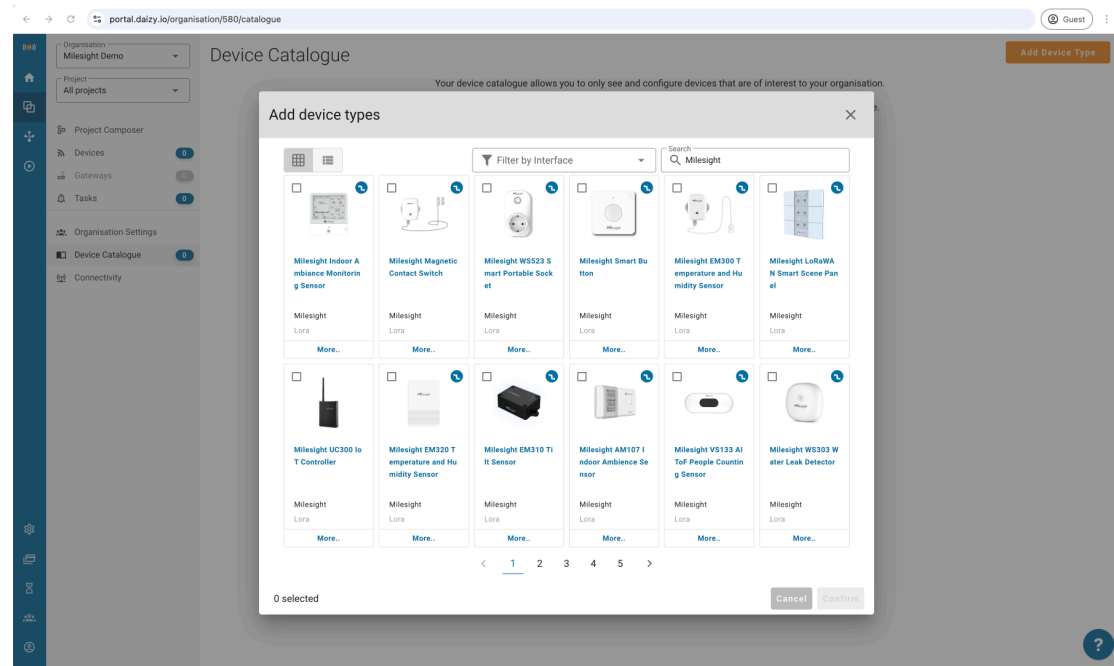 portal.daizy.io/organisation/580/catalogue
Guest
Organisation
Milesight Demo
Project
All projects
Project Composer
Devices
0
Gateways
Tasks
0
Organisation Settings
Device Catalogue
0
Connectivity
Device Catalogue
Add Device Type
Your device catalogue allows you to only see and configure devices that are of interest to your organisation.
Add device types
Filter by Interface
Search
Milesight
Milesight Indoor A
mbiance Monitorin
g Sensor
Milesight
Lora
More..
Milesight Magnetic
Contact Switch
Milesight
Lora
More..
Milesight WS523 S
mart Portable Sock
et
Milesight
Lora
More..
Milesight Smart Bu
tton
Milesight
Lora
More..
Milesight EM300 T
emperature and Hu
midity Sensor
Milesight
Lora
More..
Milesight LoRaWA
N Smart Scene Pan
el
Milesight
Lora
More..
Milesight UC300 Io
T Controller
Milesight
Lora
More..
Milesight EM320 T
emperature and Hu
midity Sensor
Milesight
Lora
More..
Milesight EM310 Ti
lt Sensor
Milesight
Lora
More..
Milesight AM107 I
ndoor Ambience Se
nsor
Milesight
Lora
More..
Milesight VS133 AI
ToF People Countin
g Sensor
Milesight
Lora
More..
Milesight WS303 W
ater Leak Detector
Milesight
Lora
More..
1 2 3 4 5
0 selected
Cancel
Confirm
?